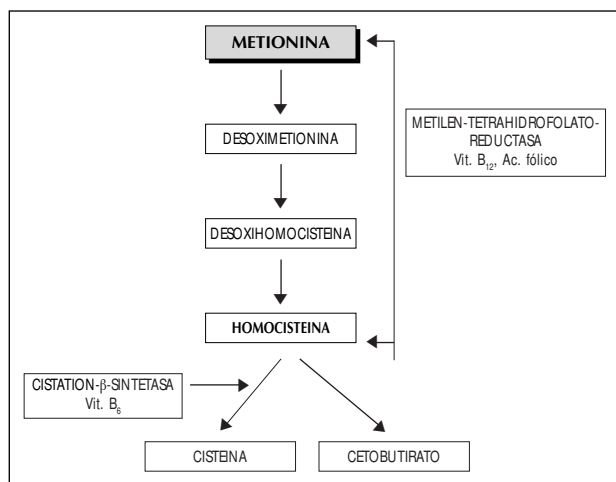 METIONINA
METILEN-TETRAHIDROFOLATO-
REDUCTASA
Vit. B₁₂, Ac. fólico
DESOXIMETIONINA
DESOXIHOMOCISTEINA
HOMOCISTEINA
CISTATION-β-SINTETASA
Vit. B₆
CISTEINA
CETOBUTIRATO